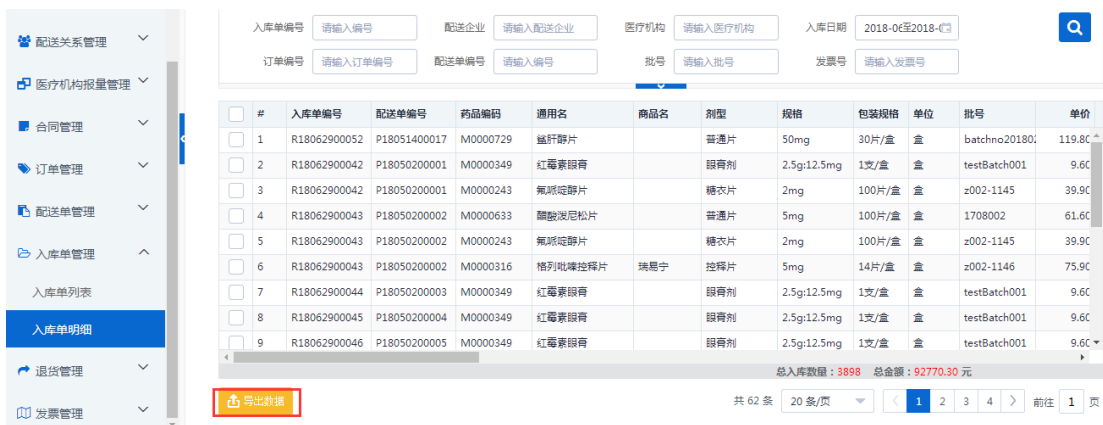 配送关系管理
医疗机构报量管理
合同管理
订单管理
配送单管理
入库单管理
入库单列表
入库单明细
退货管理
发票管理
入库单编号 请输入编号 配送企业 请输入配送企业 医疗机构 请输入医疗机构 入库日期 2018-06至2018-0
订单编号 请输入订单编号 配送单编号 请输入编号 批号 请输入批号 发票号 请输入发票号
# 入库单编号 配送单编号 药品编码 通用名 商品名 剂型 规格 包装规格 单位 批号 单价
1 R18062900052 P18051400017 M0000729 鲨肝醇片 普通片 50mg 30片/盒 盒 batchno20180 119.80
2 R18062900042 P18050200001 M0000349 红霉素眼膏 眼膏剂 2.5g:12.5mg 1支/盒 盒 testBatch001 9.60
3 R18062900042 P18050200001 M0000243 氟哌啶醇片 糖衣片 2mg 100片/盒 盒 z002-1145 39.90
4 R18062900043 P18050200002 M0000633 醋酸泼尼松片 普通片 5mg 100片/盒 盒 1708002 61.60
5 R18062900043 P18050200002 M0000243 氟哌啶醇片 糖衣片 2mg 100片/盒 盒 z002-1145 39.90
6 R18062900043 P18050200002 M0000316 格列吡嗪控释片 瑞易宁 控释片 5mg 14片/盒 盒 z002-1146 75.90
7 R18062900044 P18050200003 M0000349 红霉素眼膏 眼膏剂 2.5g:12.5mg 1支/盒 盒 testBatch001 9.60
8 R18062900045 P18050200004 M0000349 红霉素眼膏 眼膏剂 2.5g:12.5mg 1支/盒 盒 testBatch001 9.60
9 R18062900046 P18050200005 M0000349 红霉素眼膏 眼膏剂 2.5g:12.5mg 1支/盒 盒 testBatch001 9.60
总入库数量：3898 总金额：92770.30 元
导出数据 共 62 条 20 条/页 1 2 3 4 前往 1 页